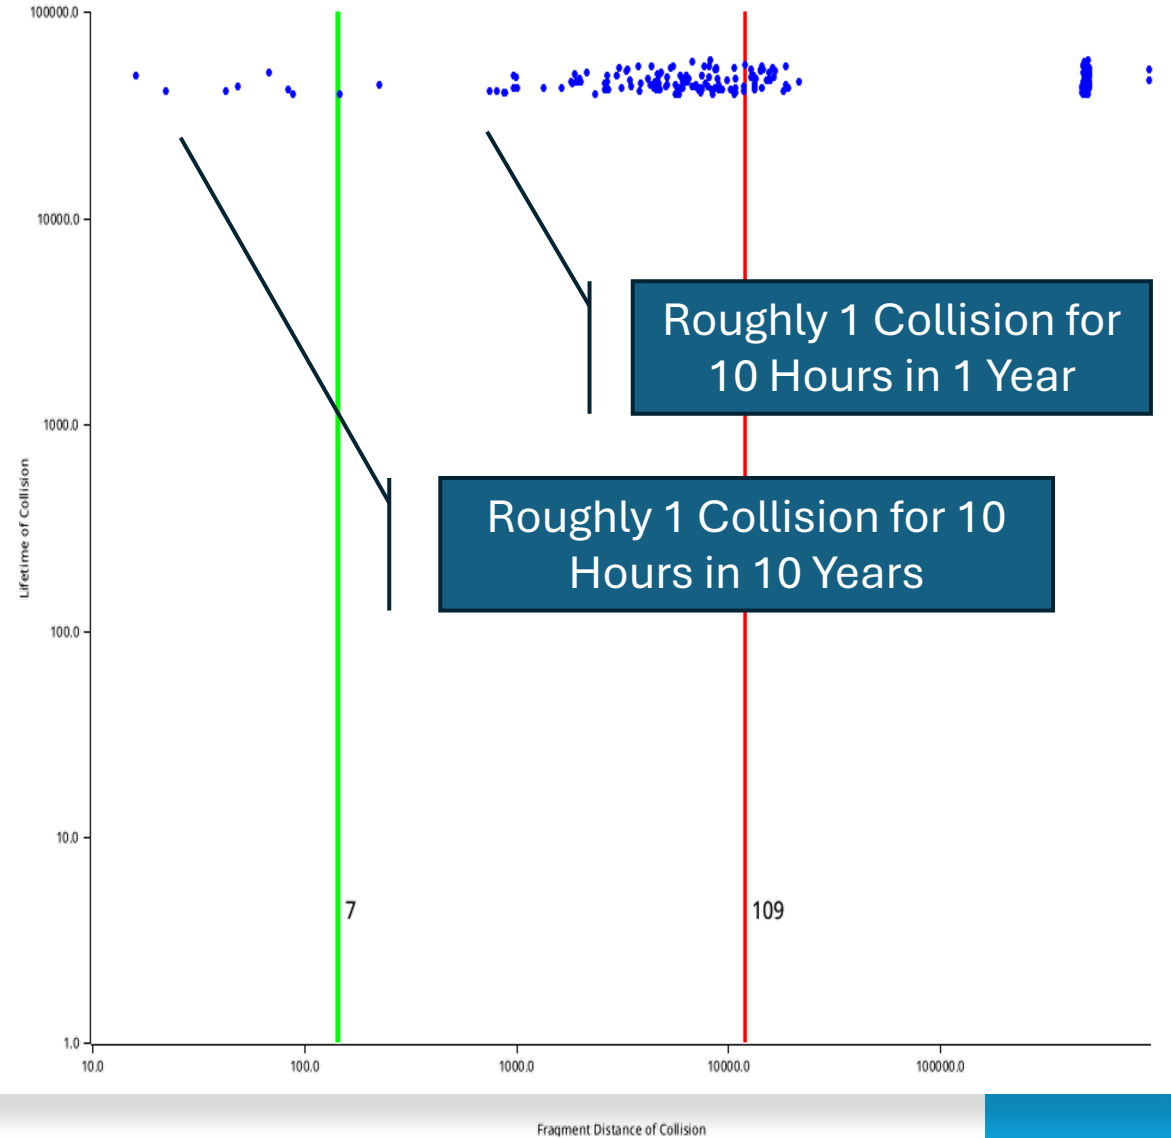 100000.0
10000.0
1000.0
100.0
10.0
1.0
Lifetime of Collision
Roughly 1 Collision for
10 Hours in 1 Year
Roughly 1 Collision for 10
Hours in 10 Years
7
109
10.0
100.0
1000.0
10000.0
100000.0
Fragment Distance of Collision